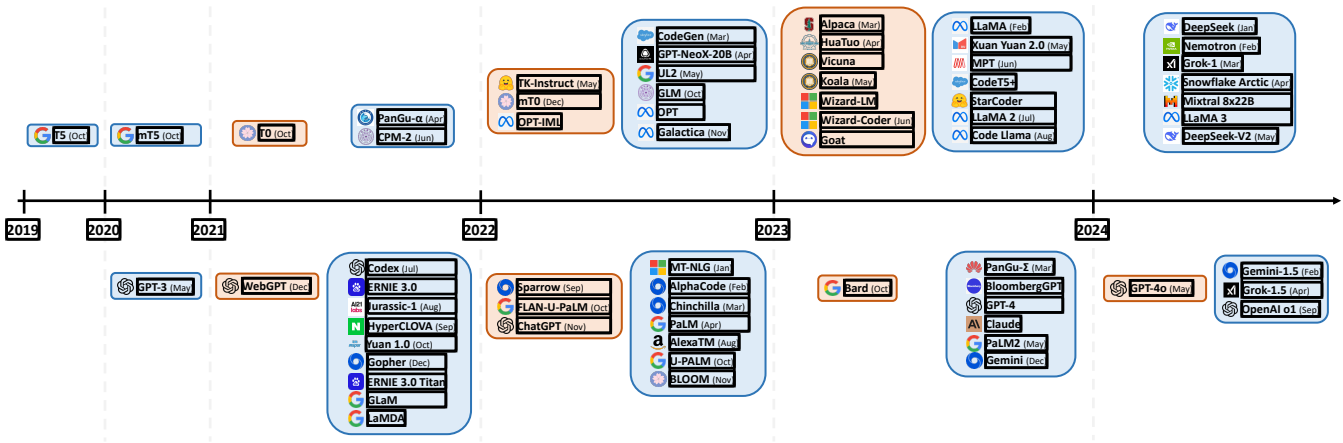 T5 (Oct
mT5 (Oct
T0 (Oct
PanGu-α (Apr
CPM-2 (Jun)
TK-Instruct (May
mT0 (Dec)
OPT-IML
CodeGen (Mar)
GPT-NeoX-20B (Apr
UL2 (May)
GLM (Oct)
OPT
Galactica (Nov)
Alpaca (Mar)
HuaTuo (Apr
Vicuna
Koala (May)
Wizard-LM
Wizard-Coder (Jun
Goat
LLaMA (Feb
Xuan Yuan 2.0 (May)
MPT (Jun)
CodeT5+
StarCoder
LLaMA 2 (Jul)
Code Llama (Aug)
DeepSeek (Jan)
Nemotron (Feb
Grok-1 (Mar)
Snowflake Arctic (Apr)
Mixtral 8x22B
LLaMA 3
DeepSeek-V2 (May)
2019
2020
2021
2022
2023
2024
GPT-3 (May)
WebGPT (Dec
Codex (Jul)
ERNIE 3.0
AI21 labs Jurassic-1 (Aug)
HyperCLOVA (Sep)
Yuan 1.0 (Oct)
Gopher (Dec)
ERNIE 3.0 Titan
GLaM
LaMDA
Sparrow (Sep)
FLAN-U-PaLM (Oct)
ChatGPT (Nov)
MT-NLG (Jan)
AlphaCode (Feb)
Chinchilla (Mar)
PaLM (Apr)
AlexaTM (Aug)
U-PALM (Oct)
BLOOM (Nov)
Bard (Oct)
PanGu-Σ (Mar
BloombergGPT
GPT-4
Claude
PaLM2 (May)
Gemini (Dec
GPT-4o (May)
Gemini-1.5 (Feb
Grok-1.5 (Apr)
OpenAI o1 (Sep